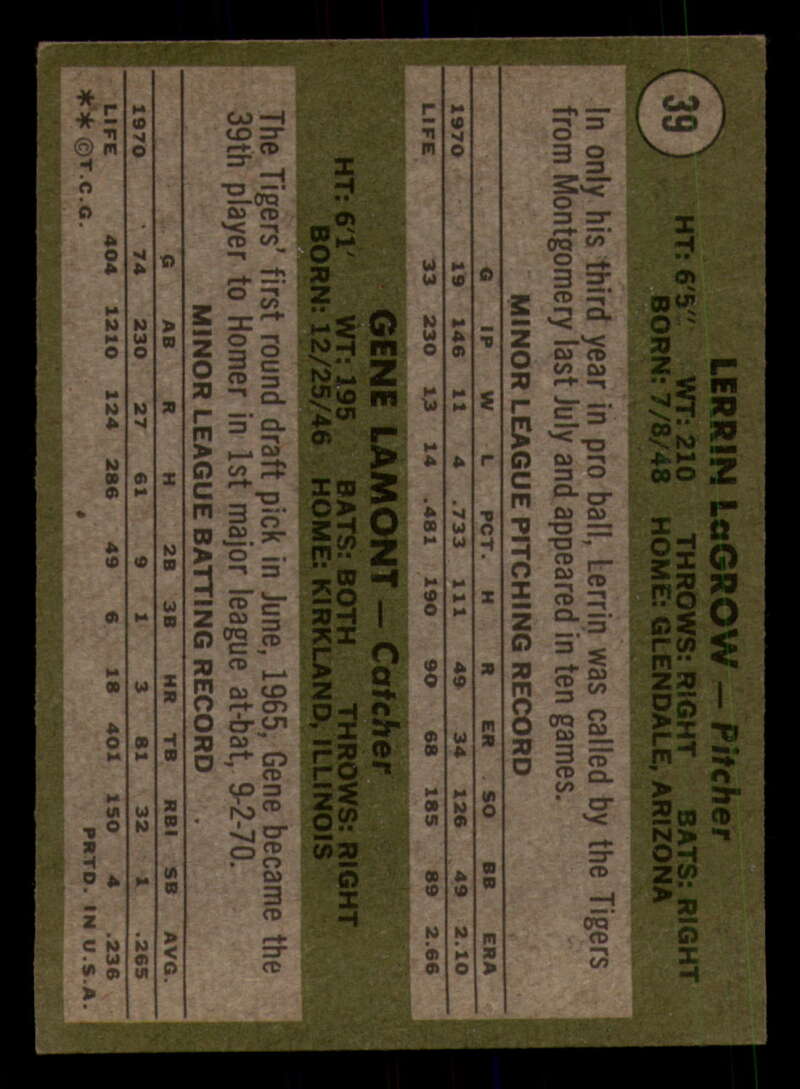 39
LERRIN LaGROW — Pitcher
HT: 6'5" WT: 210 THROWS: RIGHT BATS: RIGHT
BORN: 7/8/48 HOME: GLENDALE, ARIZONA
In only his third year in pro ball, Lerrin was called by the Tigers
from Montgomery last July and appeared in ten games.
MINOR LEAGUE PITCHING RECORD
G IP W L PCT. H R ER SO BB ERA
1970 19 146 11 4 .733 111 49 34 126 49 2.10
LIFE 33 230 13 14 .481 190 90 68 185 89 2.66
GENE LAMONT — Catcher
HT: 6'1' WT: 195 BATS: BOTH THROWS: RIGHT
BORN: 12/25/46 HOME: KIRKLAND, ILLINOIS
The Tigers' first round draft pick in June, 1965, Gene became the
39th player to Homer in 1st major league at-bat, 9-2-70.
MINOR LEAGUE BATTING RECORD
G AB R H 2B 3B HR TB RBI SB AVG.
1970 74 230 27 61 9 1 3 81 32 1 .265
LIFE 404 1210 124 286 49 6 18 401 150 4 .236
**©T.C.G. PRTD. IN U.S.A.